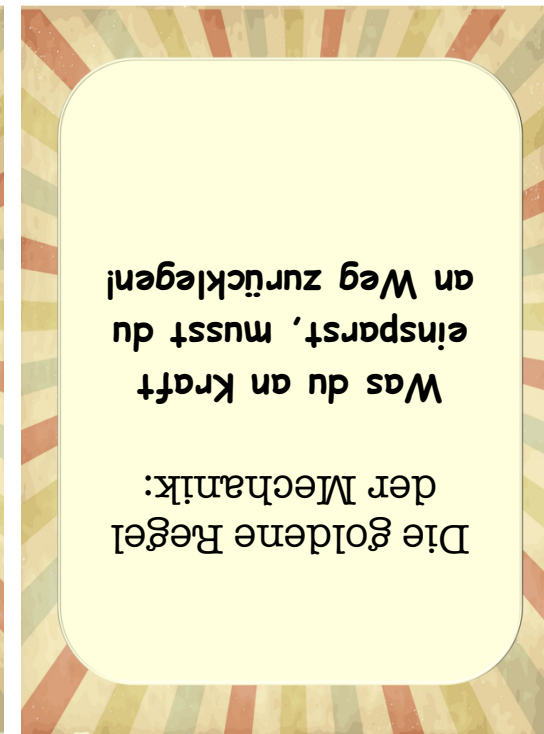 Die goldene Regel
der Mechanik:
Was du an Kraft
einsparst, musst du
an Weg zurücklegen!